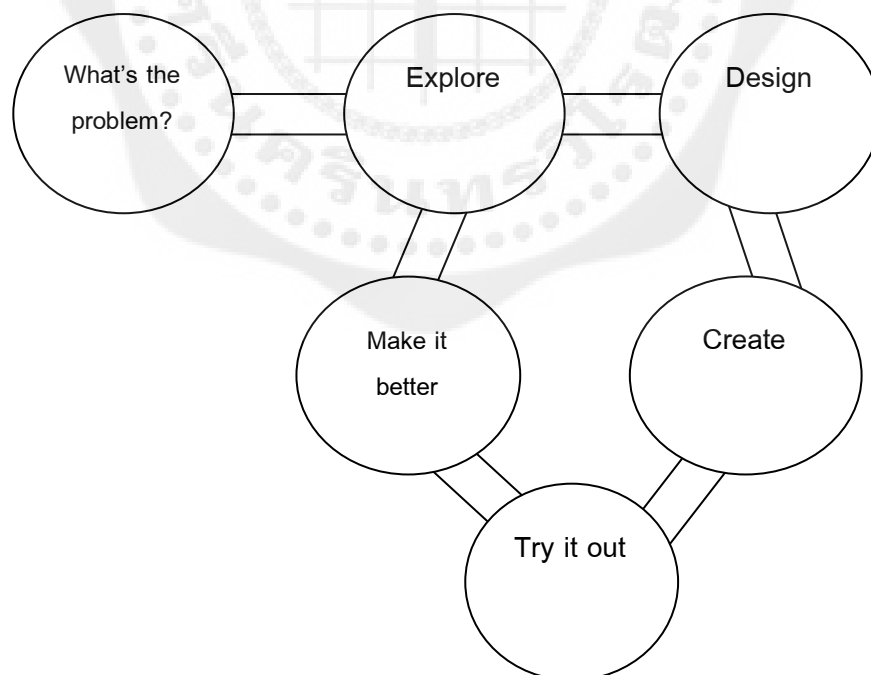 What’s the
problem?
Explore
Design
Make it
better
Create
Try it out